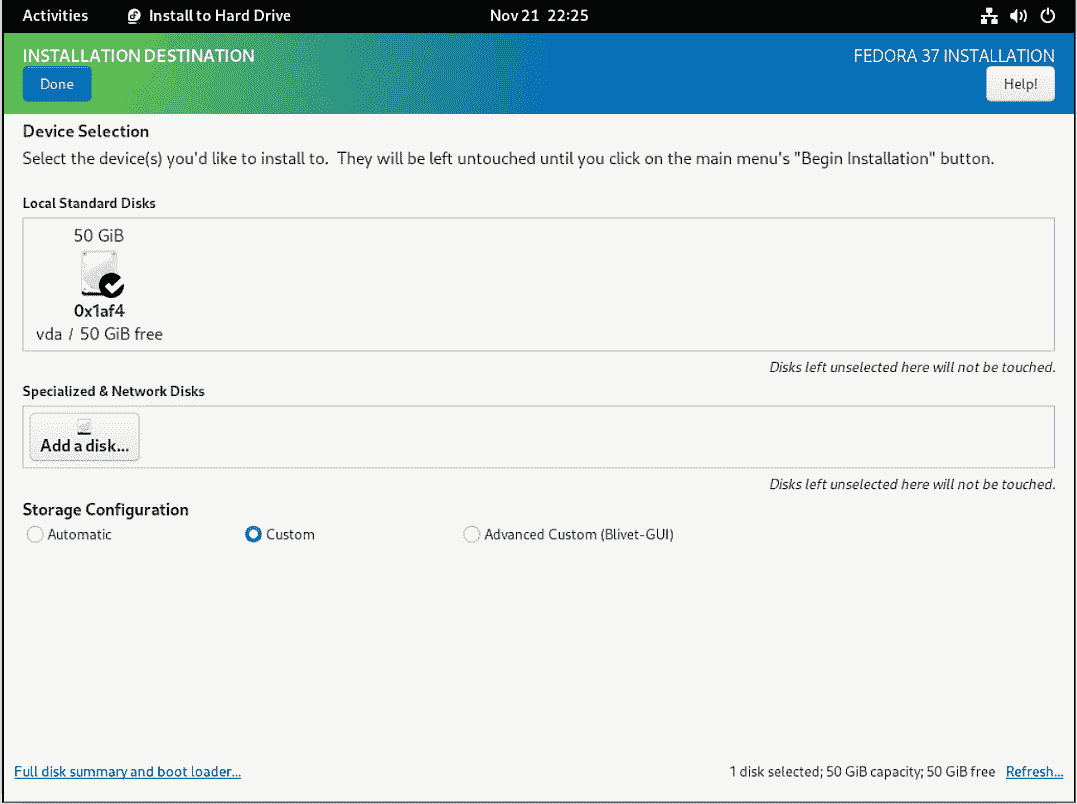 Activities Install to Hard Drive Nov 21 22:25
INSTALLATION DESTINATION FEDORA 37 INSTALLATION
Done Help!
Device Selection
Select the device(s) you'd like to install to. They will be left untouched until you click on the main menu's "Begin Installation" button.
Local Standard Disks
50 GiB
0x1af4
vda / 50 GiB free
Disks left unselected here will not be touched.
Specialized & Network Disks
Add a disk...
Disks left unselected here will not be touched.
Storage Configuration
Automatic Custom Advanced Custom (Blivet-GUI)
Full disk summary and boot loader... 1 disk selected; 50 GiB capacity; 50 GiB free Refresh...